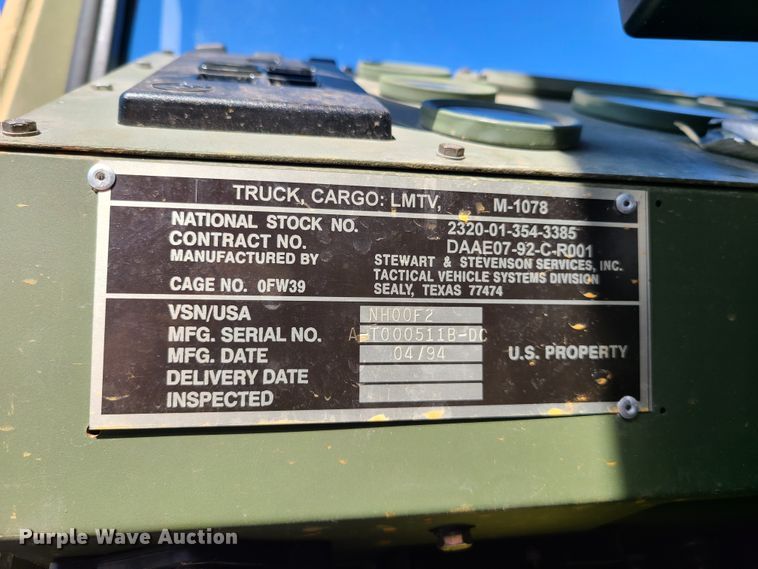 TRUCK, CARGO: LMTV, M-1078
NATIONAL STOCK NO. 2320-01-354-3385
CONTRACT NO. DAAE07-92-C-R001
MANUFACTURED BY STEWART & STEVENSON SERVICES, INC.
TACTICAL VEHICLE SYSTEMS DIVISION
CAGE NO. 0FW39 SEALY, TEXAS 77474
VSN/USA NH00F2
MFG. SERIAL NO. A-T000511B-DC
MFG. DATE 04/94 U.S. PROPERTY
DELIVERY DATE
INSPECTED
Purple Wave Auction